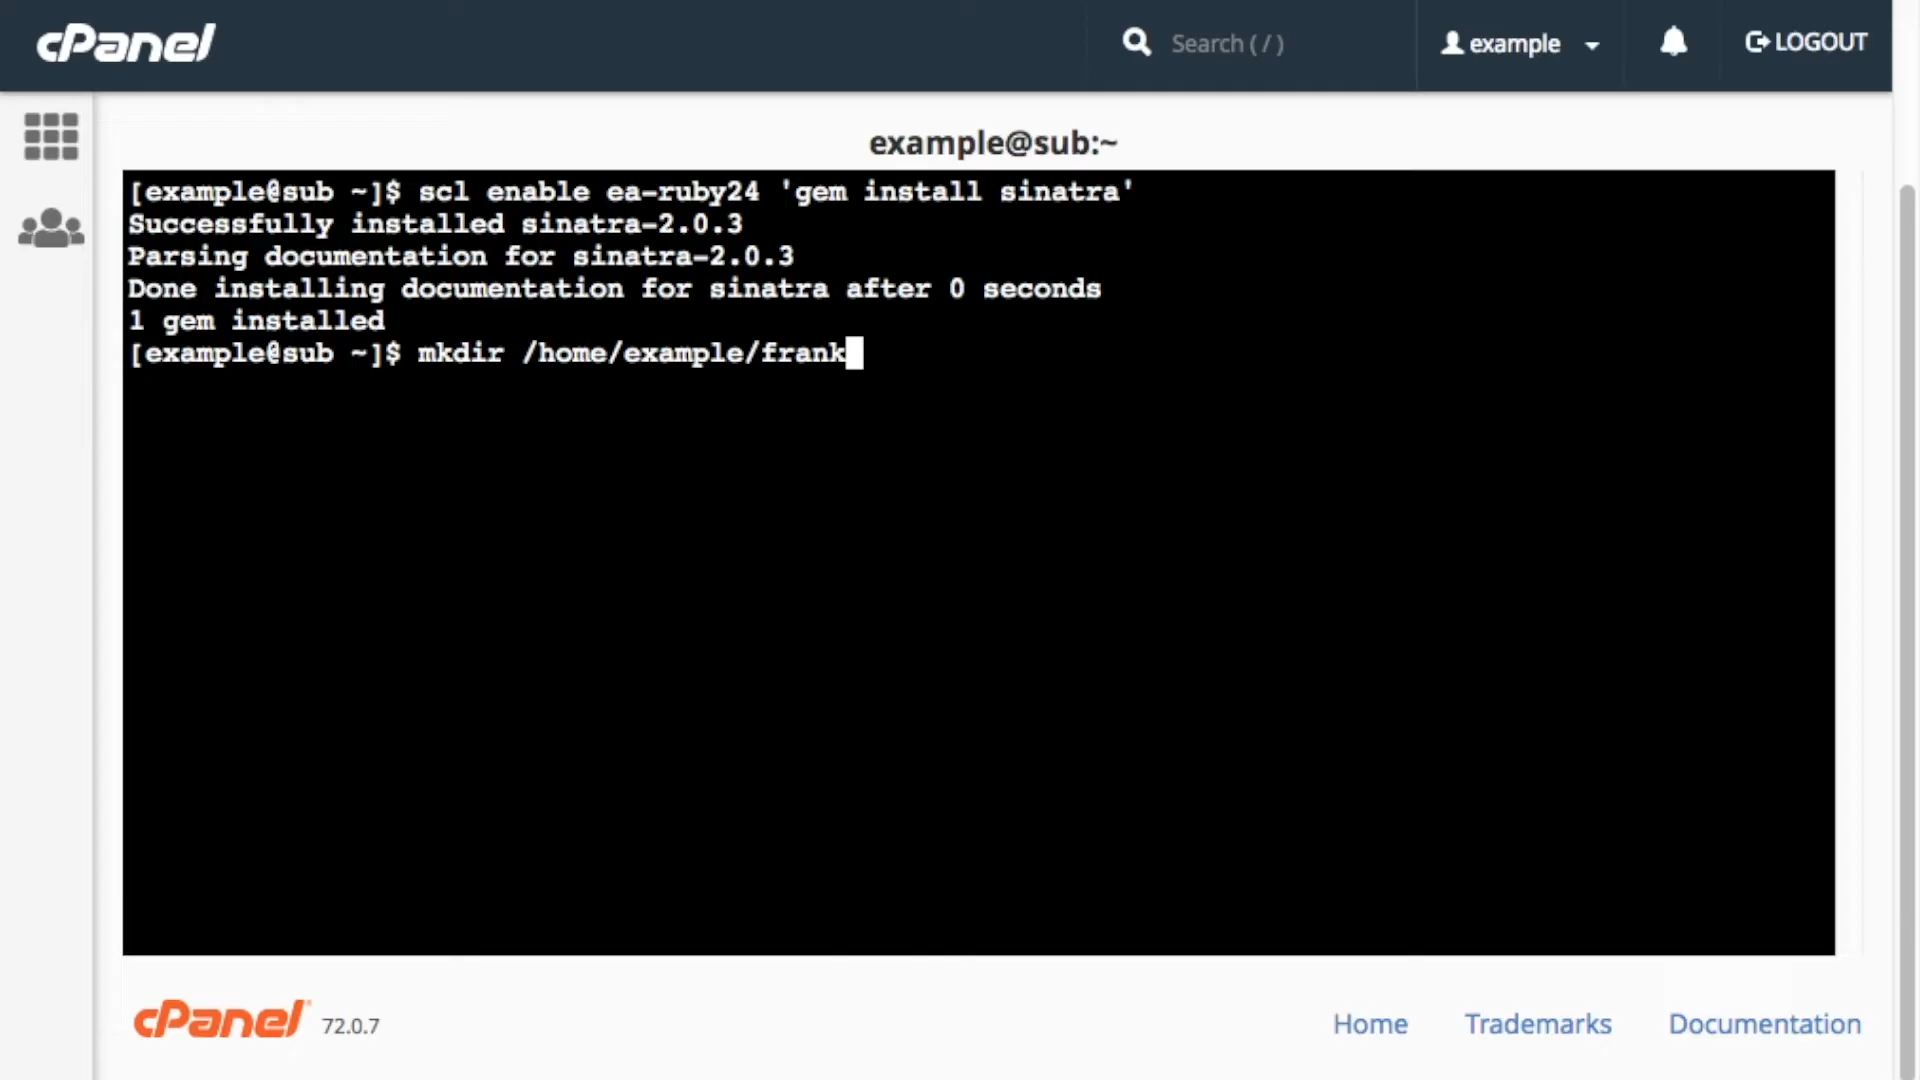 cPanel
Search ( / )
example
LOGOUT
example@sub:~
[example@sub ~]$ scl enable ea-ruby24 'gem install sinatra'
Successfully installed sinatra-2.0.3
Parsing documentation for sinatra-2.0.3
Done installing documentation for sinatra after 0 seconds
1 gem installed
[example@sub ~]$ mkdir /home/example/frank
cPanel 72.0.7
Home
Trademarks
Documentation